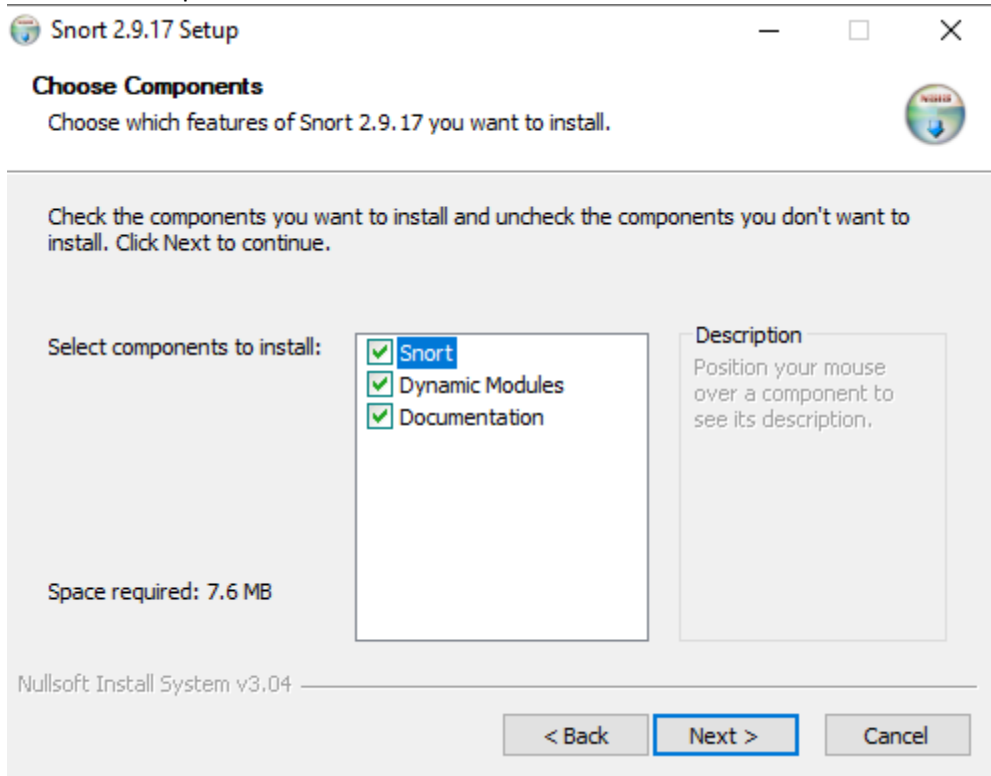 Snort 2.9.17 Setup
Choose Components
Choose which features of Snort 2.9.17 you want to install.
Check the components you want to install and uncheck the components you don't want to
install. Click Next to continue.
Select components to install:
Snort
Dynamic Modules
Documentation
Description
Position your mouse
over a component to
see its description.
Space required: 7.6 MB
Nullsoft Install System v3.04
< Back
Next >
Cancel